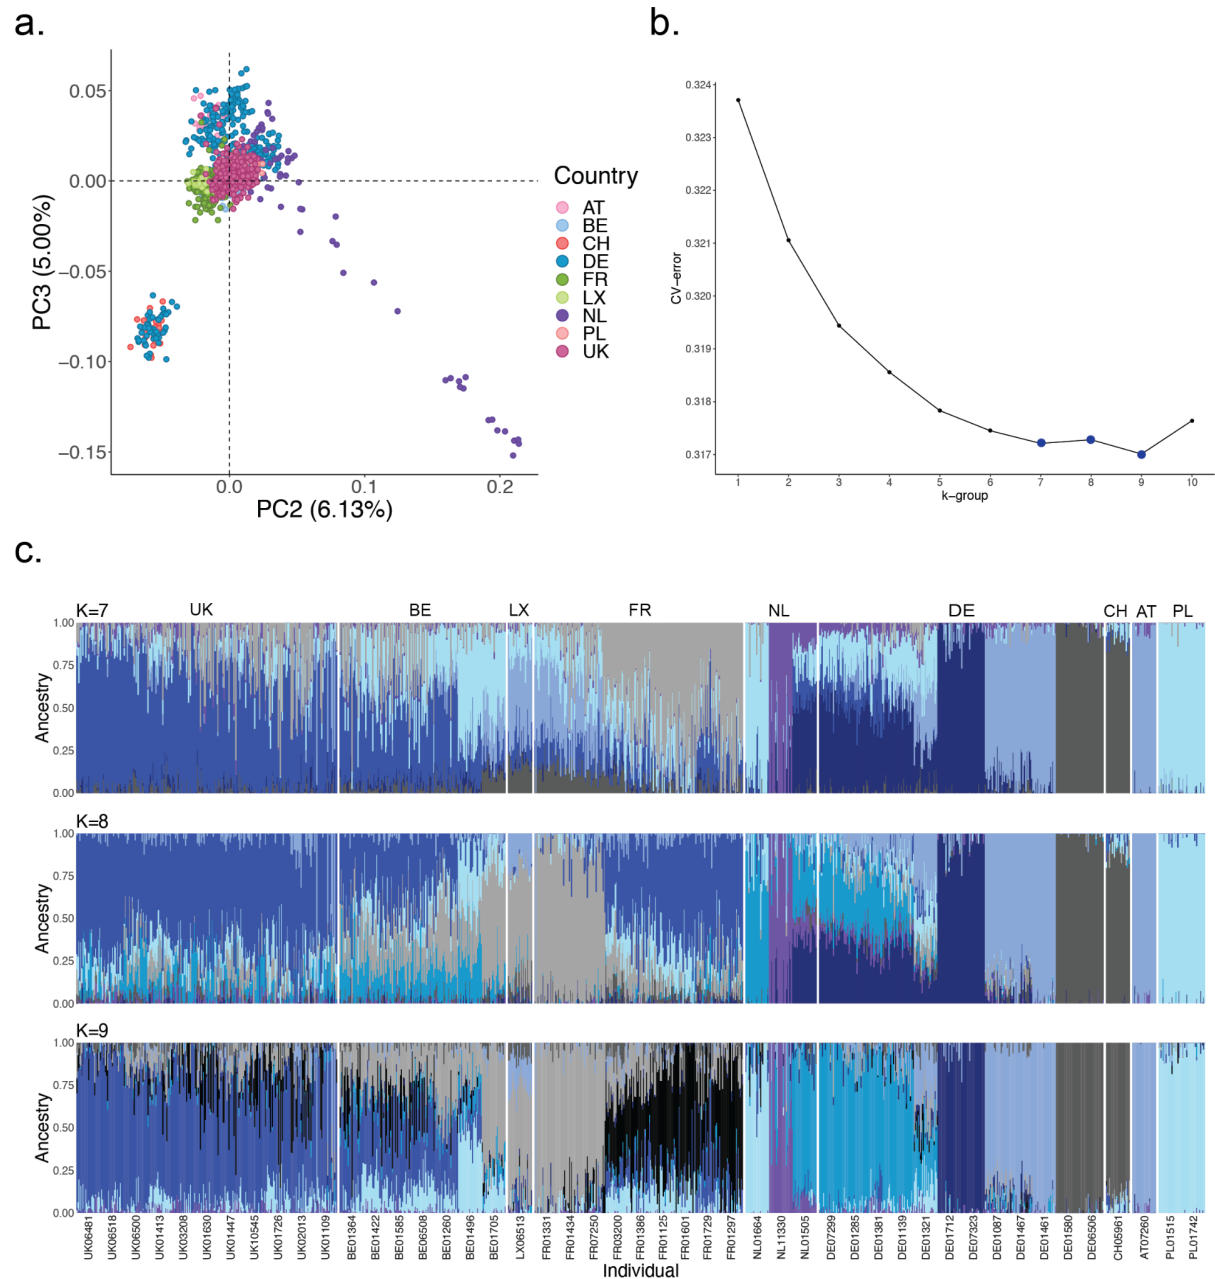 a.
b.
0.05
0.00
−0.05
−0.10
−0.15
0.0
0.1
0.2
PC3 (5.00%)
PC2 (6.13%)
Country
AT
BE
CH
DE
FR
LX
NL
PL
UK
0.324
0.323
0.322
0.321
0.320
0.319
0.318
0.317
CV−error
1 2 3 4 5 6 7 8 9 10
k−group
c.
K=7 UK BE LX FR NL DE CH AT PL
1.00
0.75
0.50
0.25
0.00
Ancestry
K=8
1.00
0.75
0.50
0.25
0.00
Ancestry
K=9
1.00
0.75
0.50
0.25
0.00
Ancestry
UK06481
UK06518
UK06500
UK01413
UK03208
UK01630
UK01447
UK10545
UK01726
UK02013
UK01109
BE01364
BE01422
BE01585
BE06508
BE01260
BE01496
BE01705
LX06513
FR01331
FR01434
FR07250
FR03200
FR01386
FR01125
FR01601
FR01729
FR01297
NL01664
NL11330
NL01505
DE07299
DE01285
DE01381
DE01139
DE01321
DE01712
DE07323
DE01087
DE01467
DE01461
DE01580
DE06506
CH05961
AT07260
PL01515
PL01742
Individual